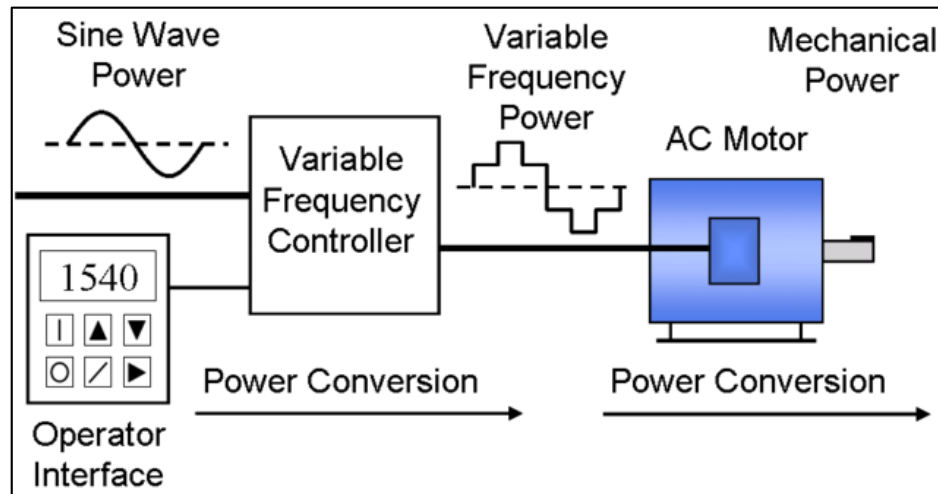 Sine Wave
Power
Variable
Frequency
Power
Mechanical
Power
AC Motor
Variable
Frequency
Controller
1540
Operator
Interface
Power Conversion
Power Conversion